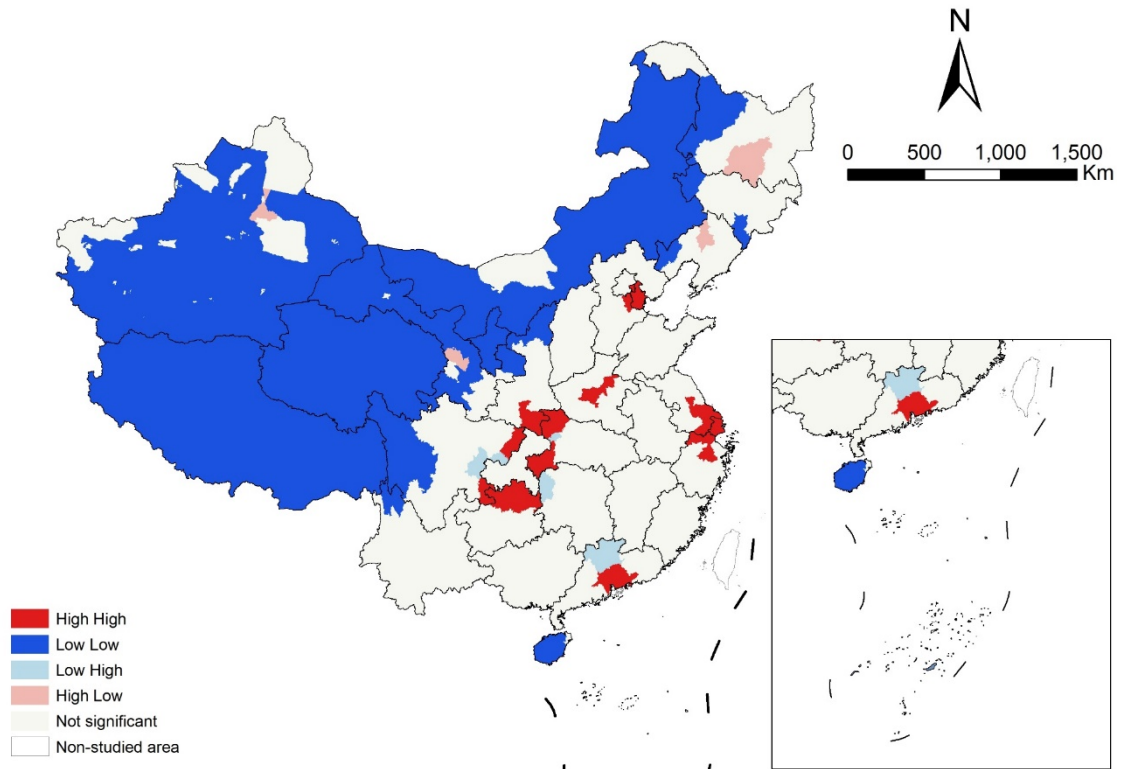 N
0 500 1,000 1,500
Km
High High
Low Low
Low High
High Low
Not significant
Non-studied area